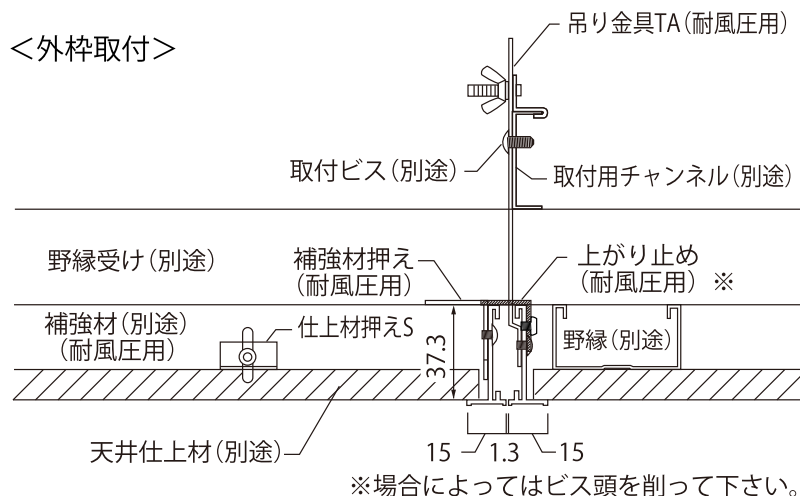 <外枠取付>
吊り金具TA(耐風圧用)
取付ビス(別途)
取付用チャンネル(別途)
野縁受け(別途)
補強材押え
(耐風圧用)
上がり止め
(耐風圧用) ※
補強材(別途)
(耐風圧用)
仕上材押えS
37.3
野縁(別途)
天井仕上材(別途)
15 1.3 15
※場合によってはビス頭を削って下さい。